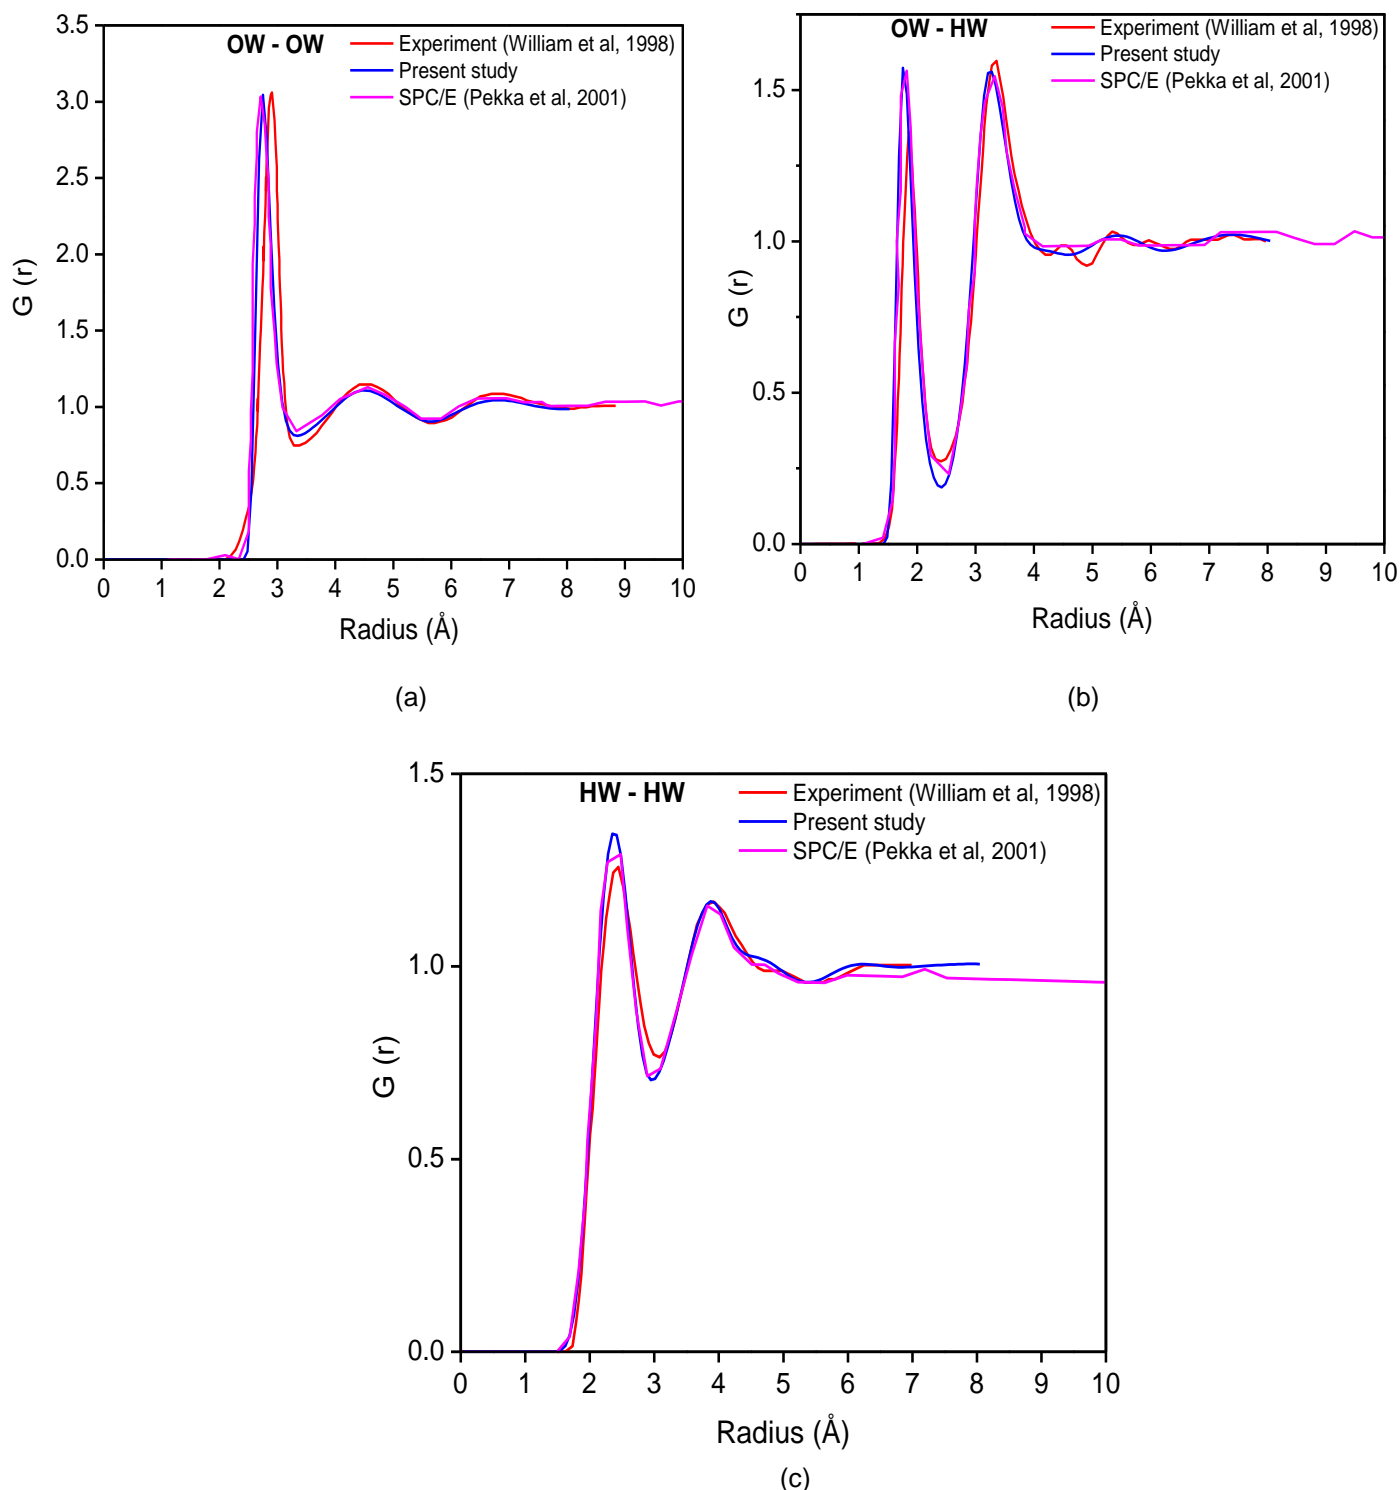 OW - OW
Experiment (William et al, 1998)
Present study
SPC/E (Pekka et al, 2001)
3.5
3.0
2.5
2.0
1.5
1.0
0.5
0.0
G (r)
0 1 2 3 4 5 6 7 8 9 10
Radius (Å)
(a)
OW - HW
Experiment (William et al, 1998)
Present study
SPC/E (Pekka et al, 2001)
1.5
1.0
0.5
0.0
G (r)
0 1 2 3 4 5 6 7 8 9 10
Radius (Å)
(b)
HW - HW
Experiment (William et al, 1998)
Present study
SPC/E (Pekka et al, 2001)
1.5
1.0
0.5
0.0
G (r)
0 1 2 3 4 5 6 7 8 9 10
Radius (Å)
(c)